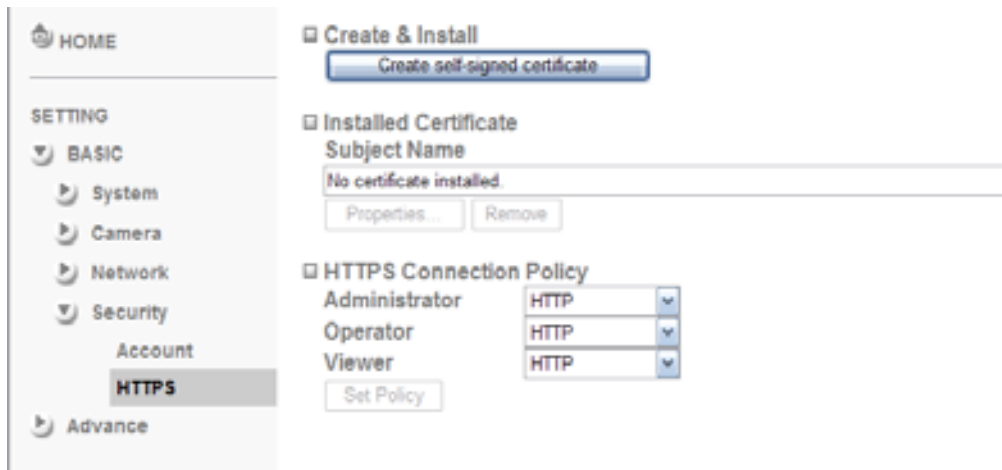 HOME
SETTING
BASIC
System
Camera
Network
Security
Account
HTTPS
Advance
Create & Install
Create self-signed certificate
Installed Certificate
Subject Name
No certificate installed.
Properties... Remove
HTTPS Connection Policy
Administrator HTTP
Operator HTTP
Viewer HTTP
Set Policy